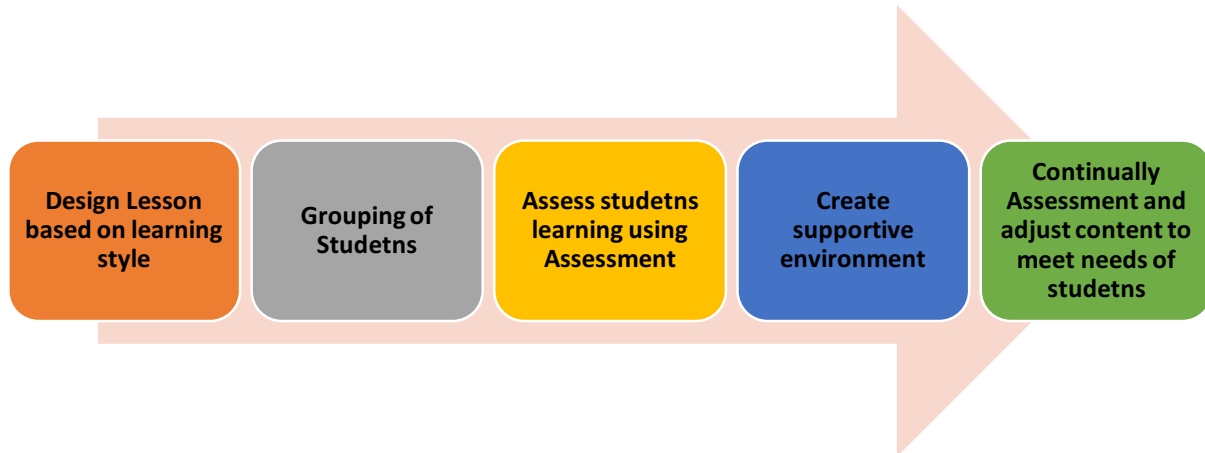 Design Lesson
based on learning
style
Grouping of
Studetns
Assess studetns
learning using
Assessment
Create
supportive
environment
Continually
Assessment and
adjust content to
meet needs of
studetns